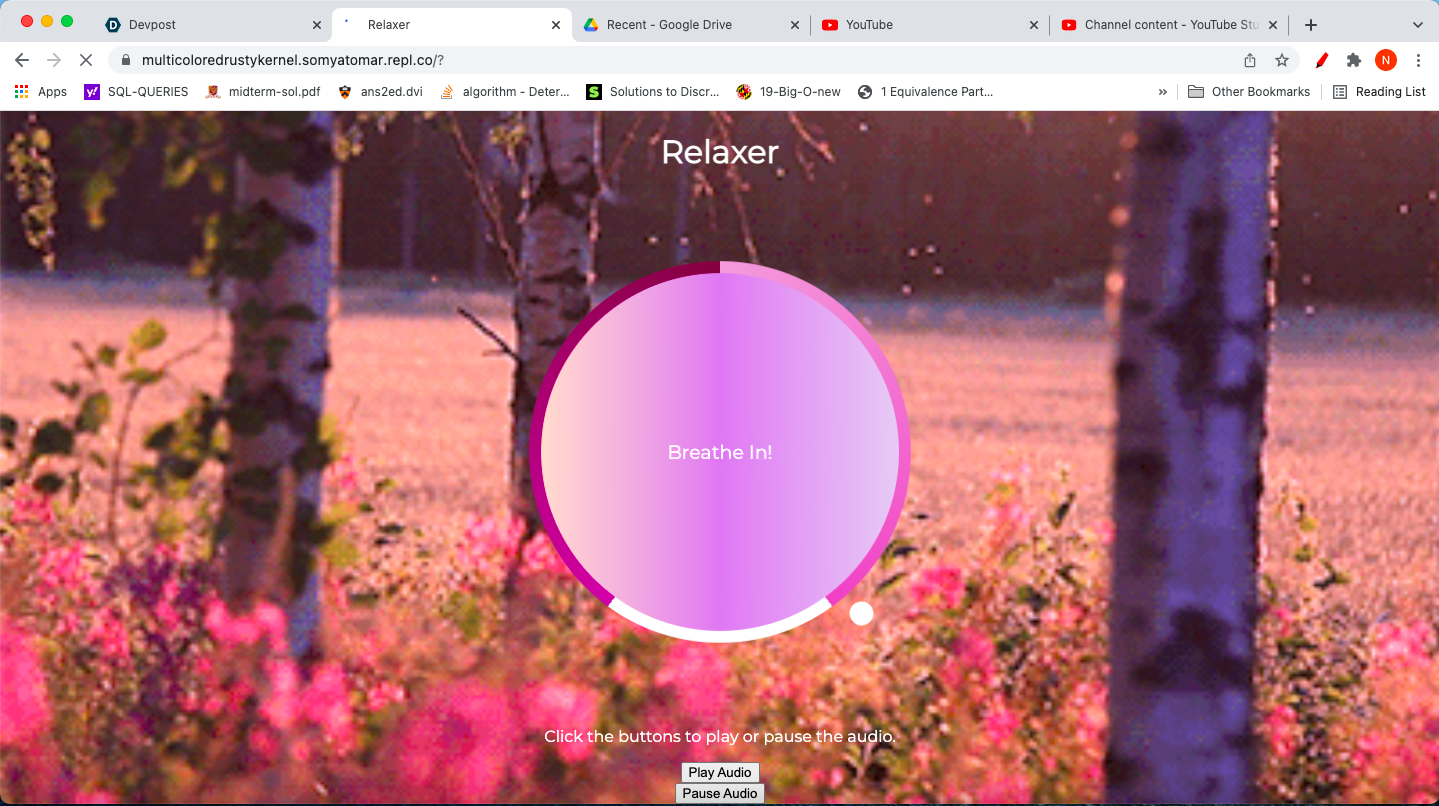 Devpost
Relaxer
Recent - Google Drive
YouTube
Channel content - YouTube Stu
multicoloredrustykernel.somyatomar.repl.co/?
N
Apps
SQL-QUERIES
midterm-sol.pdf
ans2ed.dvi
algorithm - Deter...
Solutions to Discr...
19-Big-O-new
1 Equivalence Part...
»
Other Bookmarks
Reading List
Relaxer
Breathe In!
Click the buttons to play or pause the audio.
Play Audio
Pause Audio